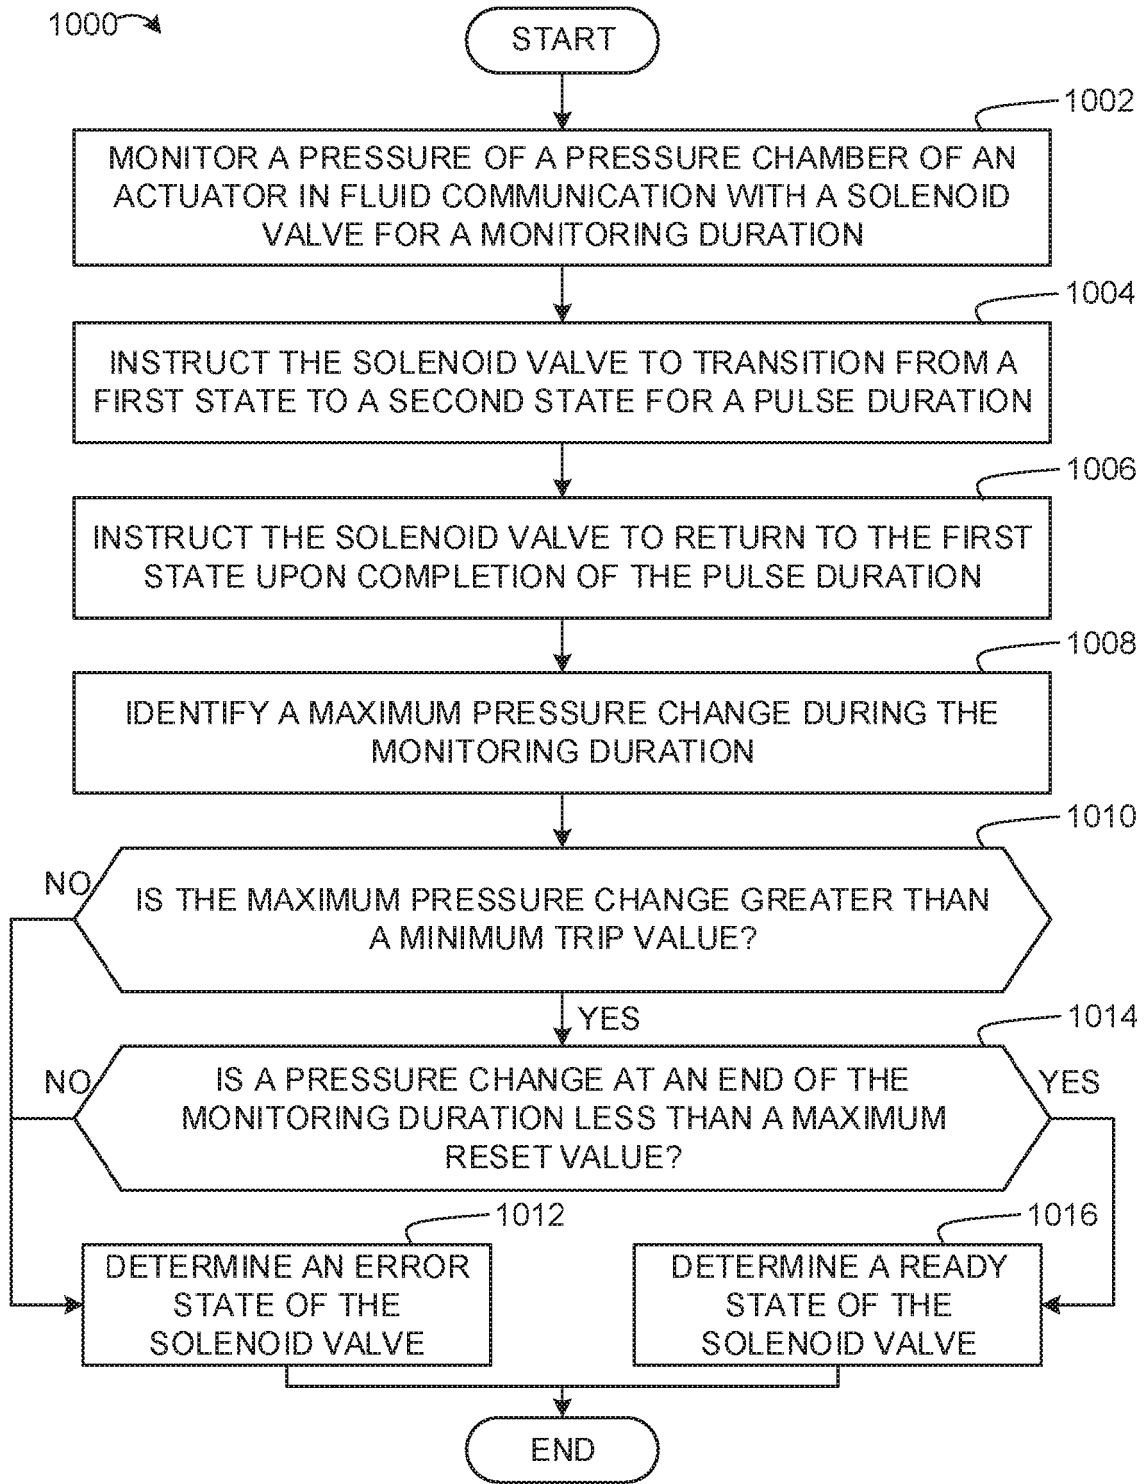 1000
START
1002
MONITOR A PRESSURE OF A PRESSURE CHAMBER OF AN
ACTUATOR IN FLUID COMMUNICATION WITH A SOLENOID
VALVE FOR A MONITORING DURATION
1004
INSTRUCT THE SOLENOID VALVE TO TRANSITION FROM A
FIRST STATE TO A SECOND STATE FOR A PULSE DURATION
1006
INSTRUCT THE SOLENOID VALVE TO RETURN TO THE FIRST
STATE UPON COMPLETION OF THE PULSE DURATION
1008
IDENTIFY A MAXIMUM PRESSURE CHANGE DURING THE
MONITORING DURATION
1010
NO
IS THE MAXIMUM PRESSURE CHANGE GREATER THAN
A MINIMUM TRIP VALUE?
YES
1014
NO
IS A PRESSURE CHANGE AT AN END OF THE
MONITORING DURATION LESS THAN A MAXIMUM
RESET VALUE?
YES
1012
DETERMINE AN ERROR
STATE OF THE
SOLENOID VALVE
1016
DETERMINE A READY
STATE OF THE
SOLENOID VALVE
END